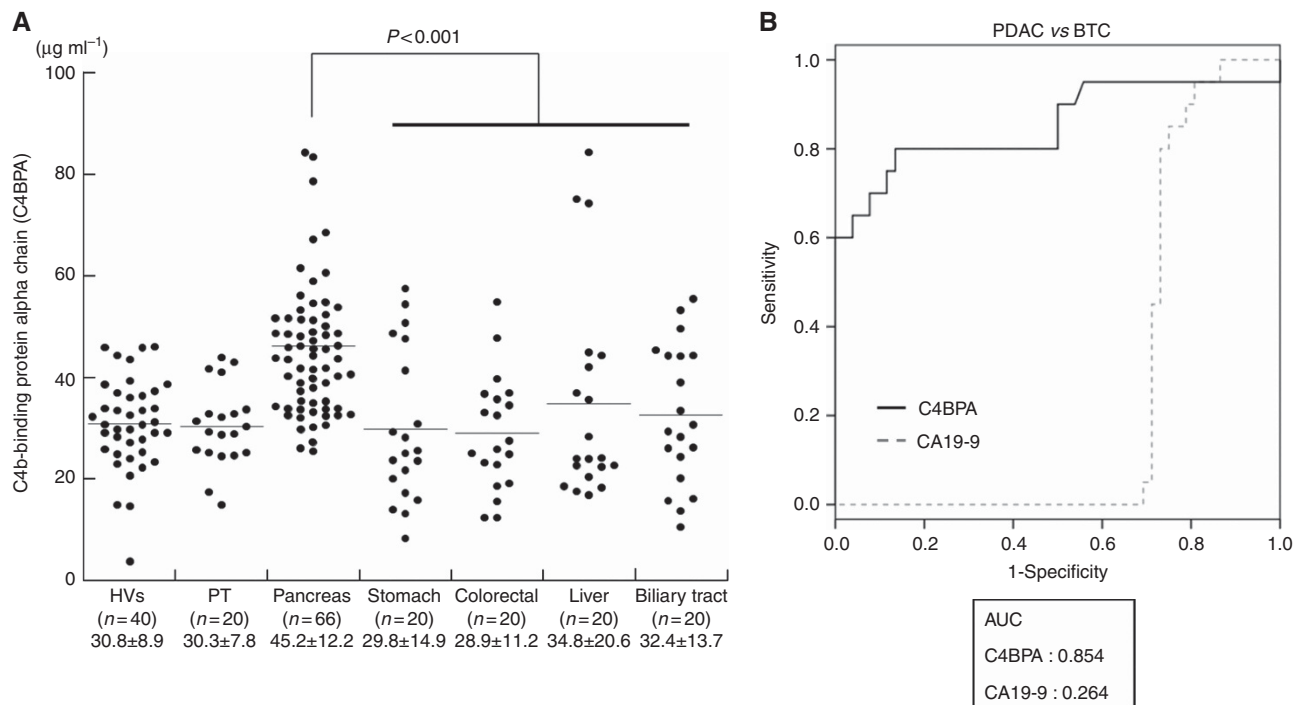 A
(μg ml⁻¹)
P<0.001
C4b-binding protein alpha chain (C4BPA)
100
80
60
40
20
0
HVs Pancreas PT Stomach Colorectal Liver Biliary tract
(n=40) (n=20) (n=66) (n=20) (n=20) (n=20) (n=20)
30.8±8.9 30.3±7.8 45.2±12.2 29.8±14.9 28.9±11.2 34.8±20.6 32.4±13.7
B
PDAC vs BTC
Sensitivity
1.0
0.8
0.6
0.4
0.2
0.0
C4BPA
CA19-9
0.0 0.2 0.4 0.6 0.8 1.0
1-Specificity
AUC
C4BPA : 0.854
CA19-9 : 0.264